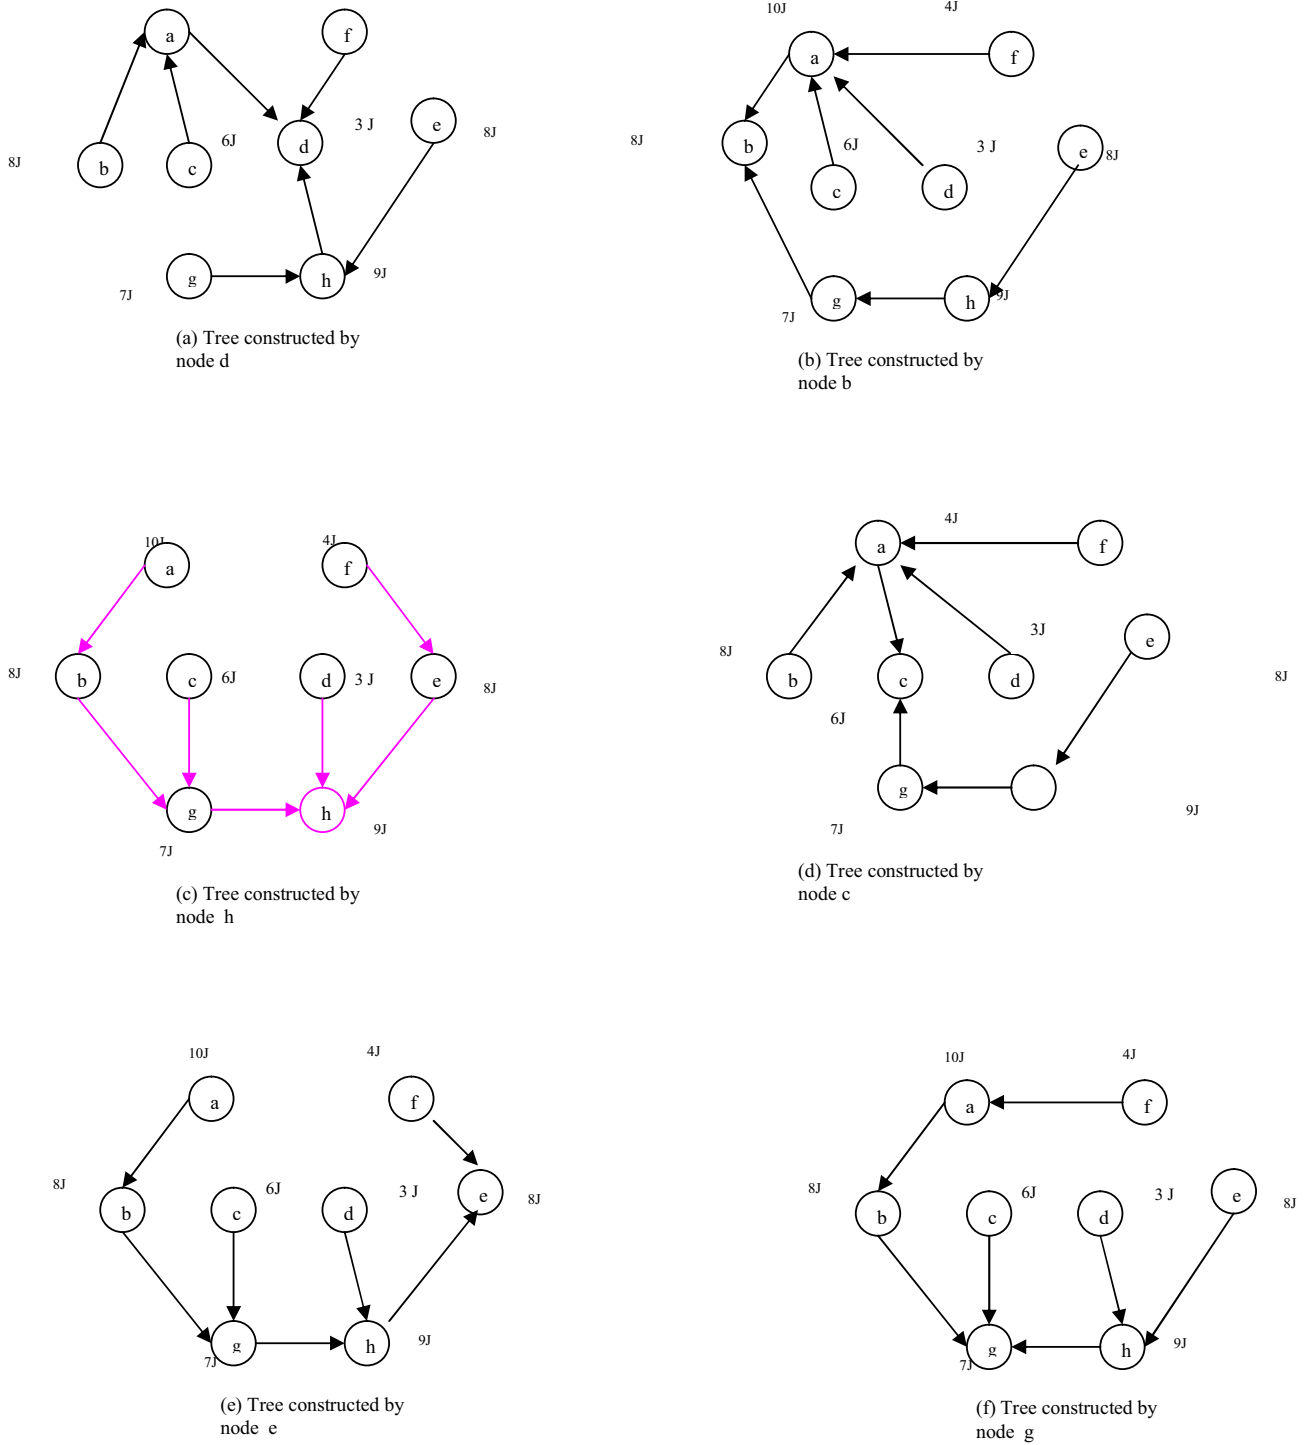 a
f
d
3 J
e
8J
6J
8J
b
c
g
h
9J
7J
(a) Tree constructed by
node d
10J
4J
a
f
8J
b
6J
3 J
e
8J
c
d
g
h
9J
7J
(b) Tree constructed by
node b
10J
a
4J
f
8J
b
c
6J
d
3 J
e
8J
g
h
9J
7J
(c) Tree constructed by
node h
4J
a
f
3J
e
8J
b
c
d
8J
6J
g
9J
7J
(d) Tree constructed by
node c
10J
4J
a
f
8J
6J
3 J
e
8J
b
c
d
g
h
9J
7J
(e) Tree constructed by
node e
10J
4J
a
f
8J
6J
3 J
e
8J
b
c
d
g
h
9J
7J
(f) Tree constructed by
node g